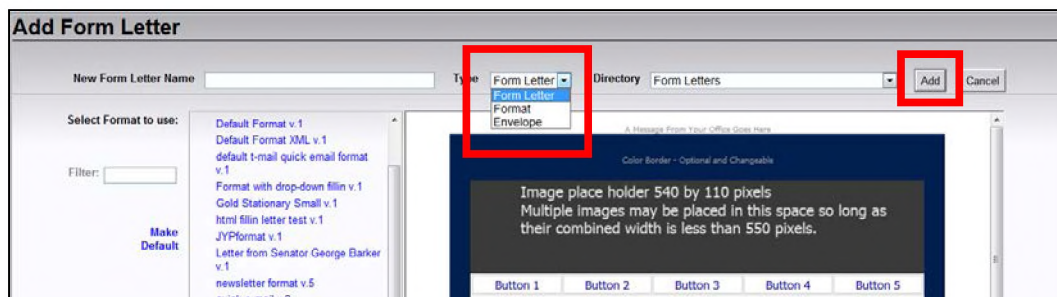 Add Form Letter
New Form Letter Name Type Form Letter Directory Form Letters Add Cancel
Form Letter
Format
Envelope
Select Format to use:
Filter:
Make
Default
Default Format v.1
Default Format XML v.1
default t-mail quick email format
v.1
Format with drop-down fillin v.1
Gold Stationary Small v.1
html fillin letter test v.1
JYPformat v.1
Letter from Senator George Barker
v.1
newsletter format v.5
A Message From Your Office Goes Here
Color Border - Optional and Changeable
Image place holder 540 by 110 pixels
Multiple images may be placed in this space so long as
their combined width is less than 550 pixels.
Button 1 Button 2 Button 3 Button 4 Button 5